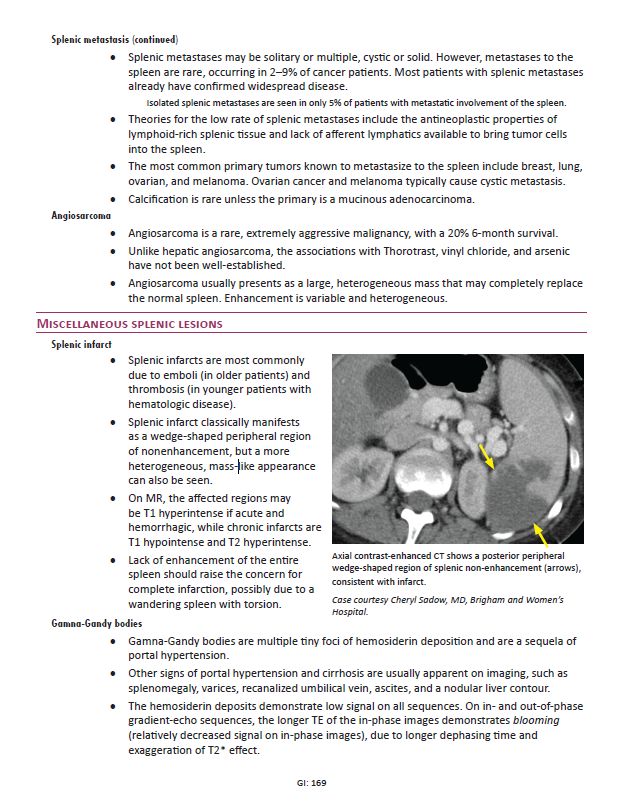 Splenic metastasis (continued)
• Splenic metastases may be solitary or multiple, cystic or solid. However, metastases to the
spleen are rare, occurring in 2–9% of cancer patients. Most patients with splenic metastases
already have confirmed widespread disease.
Isolated splenic metastases are seen in only 5% of patients with metastatic involvement of the spleen.
• Theories for the low rate of splenic metastases include the antineoplastic properties of
lymphoid-rich splenic tissue and lack of afferent lymphatics available to bring tumor cells
into the spleen.
• The most common primary tumors known to metastasize to the spleen include breast, lung,
ovarian, and melanoma. Ovarian cancer and melanoma typically cause cystic metastasis.
• Calcification is rare unless the primary is a mucinous adenocarcinoma.
Angiosarcoma
• Angiosarcoma is a rare, extremely aggressive malignancy, with a 20% 6-month survival.
• Unlike hepatic angiosarcoma, the associations with Thorotrast, vinyl chloride, and arsenic
have not been well-established.
• Angiosarcoma usually presents as a large, heterogeneous mass that may completely replace
the normal spleen. Enhancement is variable and heterogeneous.
MISCELLANEOUS SPLENIC LESIONS
Splenic infarct
• Splenic infarcts are most commonly
due to emboli (in older patients) and
thrombosis (in younger patients with
hematologic disease).
• Splenic infarct classically manifests
as a wedge-shaped peripheral region
of nonenhancement, but a more
heterogeneous, mass-like appearance
can also be seen.
• On MR, the affected regions may
be T1 hyperintense if acute and
hemorrhagic, while chronic infarcts are
T1 hypointense and T2 hyperintense.
• Lack of enhancement of the entire
spleen should raise the concern for
complete infarction, possibly due to a
wandering spleen with torsion.
Axial contrast-enhanced CT shows a posterior peripheral
wedge-shaped region of splenic non-enhancement (arrows),
consistent with infarct.
Case courtesy Cheryl Sadow, MD, Brigham and Women's
Hospital.
Gamna-Gandy bodies
• Gamna-Gandy bodies are multiple tiny foci of hemosiderin deposition and are a sequela of
portal hypertension.
• Other signs of portal hypertension and cirrhosis are usually apparent on imaging, such as
splenomegaly, varices, recanalized umbilical vein, ascites, and a nodular liver contour.
• The hemosiderin deposits demonstrate low signal on all sequences. On in- and out-of-phase
gradient-echo sequences, the longer TE of the in-phase images demonstrates blooming
(relatively decreased signal on in-phase images), due to longer dephasing time and
exaggeration of T2* effect.
GI: 169